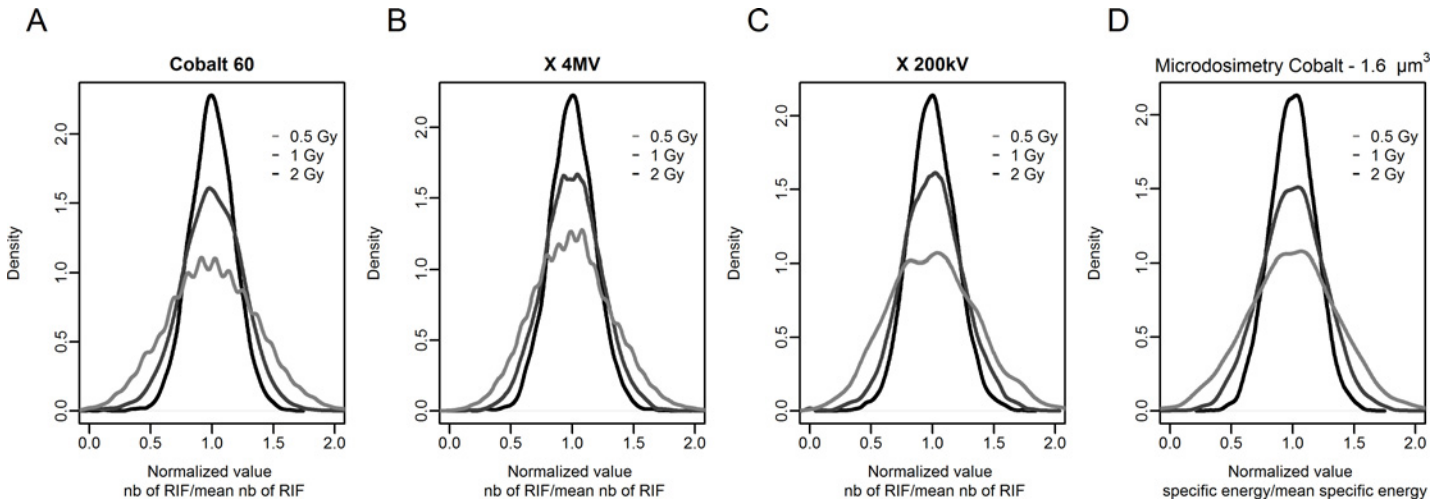 A
Cobalt 60
0.5 Gy
1 Gy
2 Gy
Density
0.0
0.5
1.0
1.5
2.0
0.0 0.5 1.0 1.5 2.0
Normalized value
nb of RIF/mean nb of RIF
B
X 4MV
0.5 Gy
1 Gy
2 Gy
Density
0.0
0.5
1.0
1.5
2.0
0.0 0.5 1.0 1.5 2.0
Normalized value
nb of RIF/mean nb of RIF
C
X 200kV
0.5 Gy
1 Gy
2 Gy
Density
0.0
0.5
1.0
1.5
2.0
0.0 0.5 1.0 1.5 2.0
Normalized value
nb of RIF/mean nb of RIF
D
Microdosimetry Cobalt - 1.6 µm³
0.5 Gy
1 Gy
2 Gy
Density
0.0
0.5
1.0
1.5
2.0
0.0 0.5 1.0 1.5 2.0
Normalized value
specific energy/mean specific energy